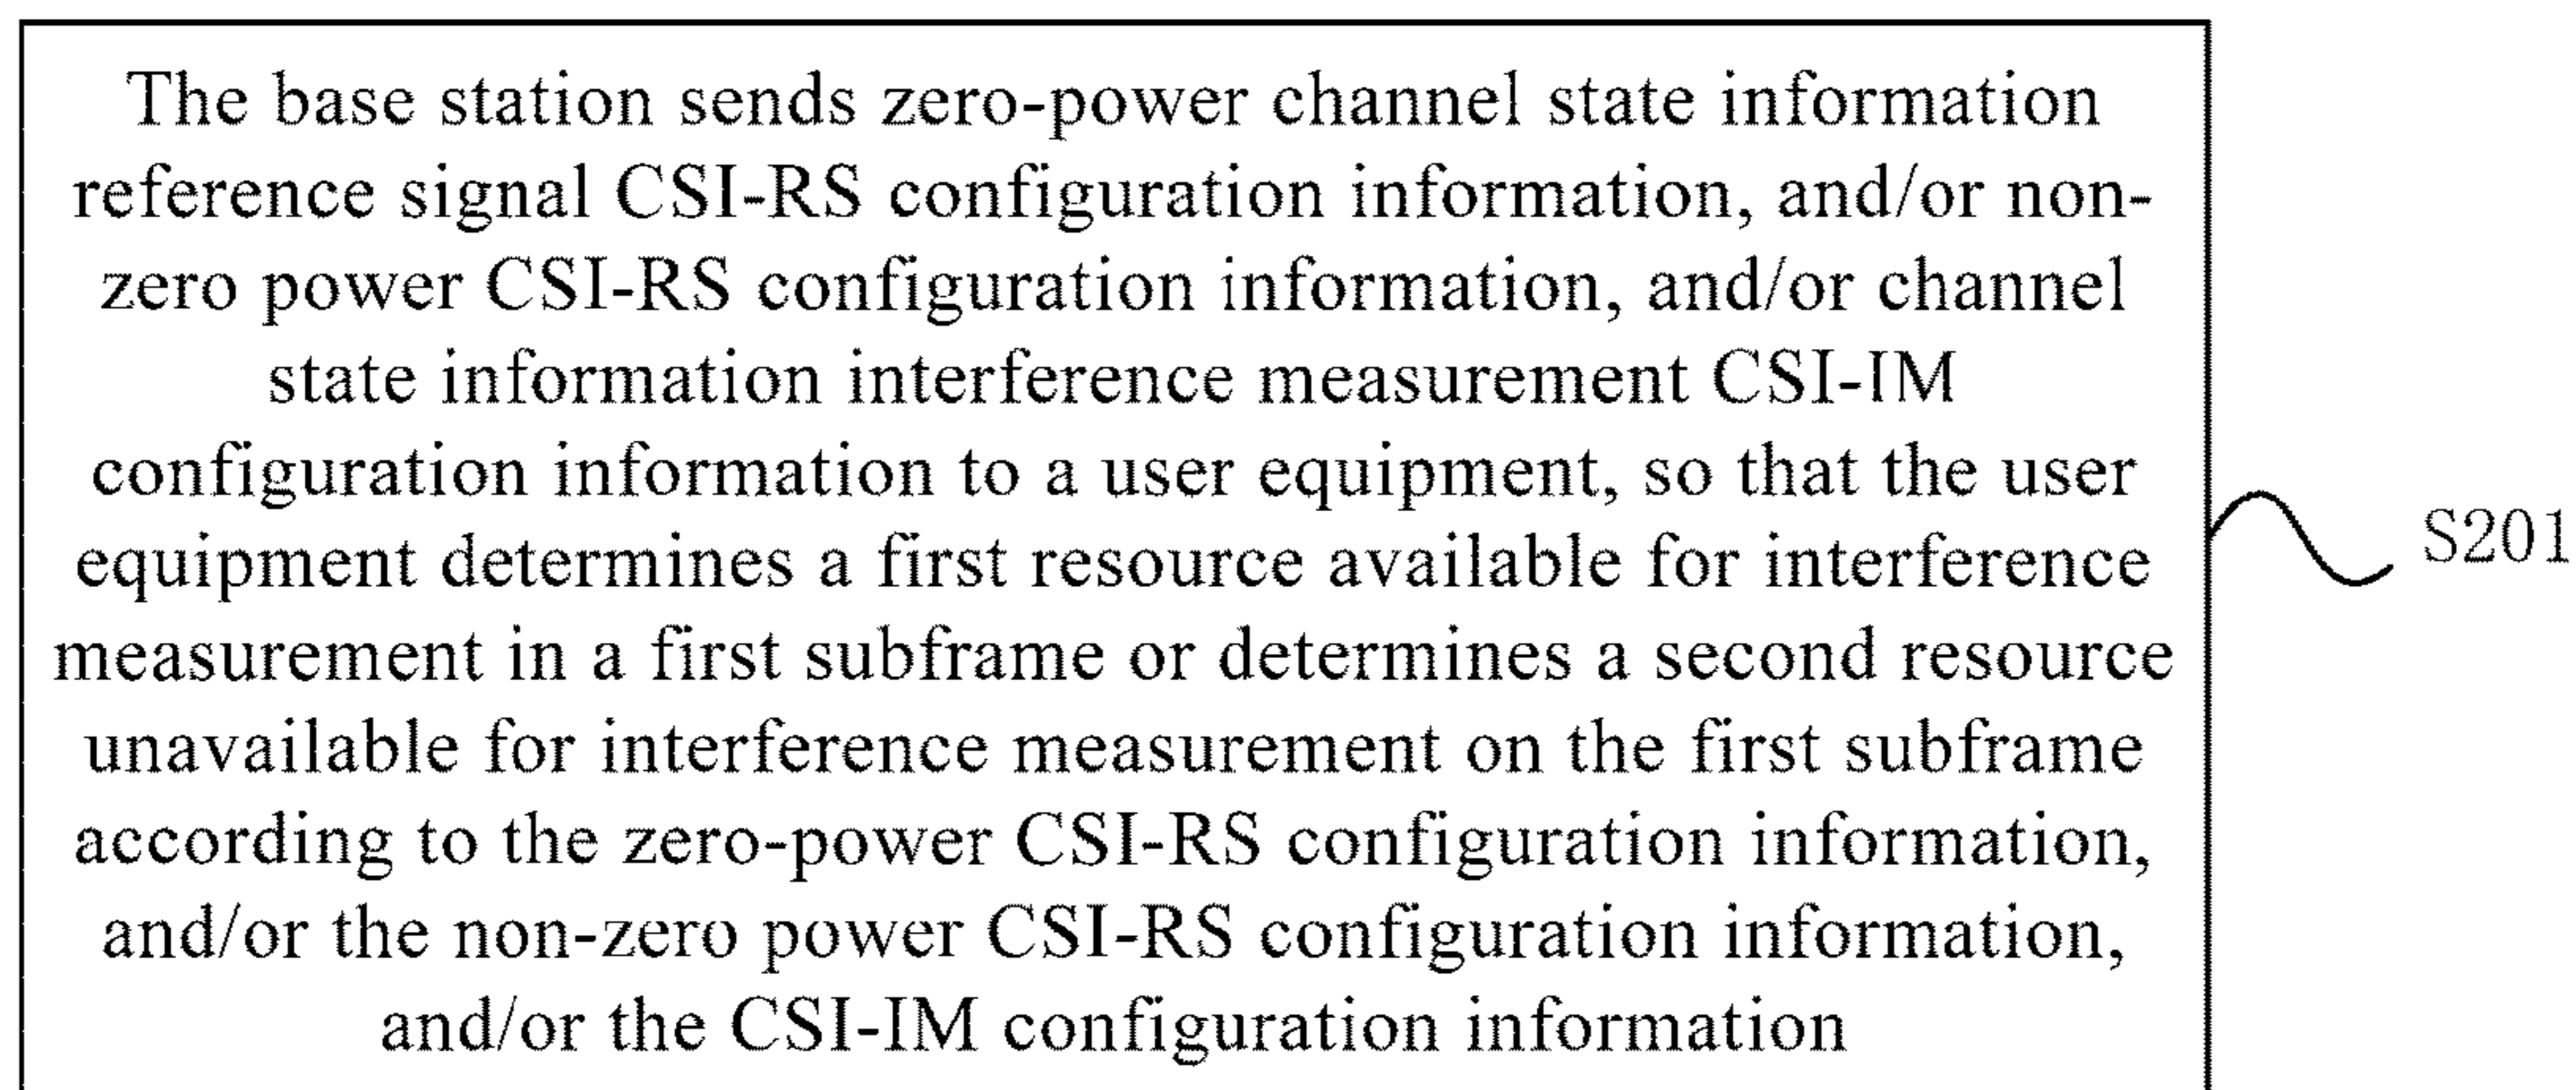 The base station sends zero-power channel state information
reference signal CSI-RS configuration information, and/or non-
zero power CSI-RS configuration information, and/or channel
state information interference measurement CSI-IM
configuration information to a user equipment, so that the user
equipment determines a first resource available for interference
measurement in a first subframe or determines a second resource
unavailable for interference measurement on the first subframe
according to the zero-power CSI-RS configuration information,
and/or the non-zero power CSI-RS configuration information,
and/or the CSI-IM configuration information
S201